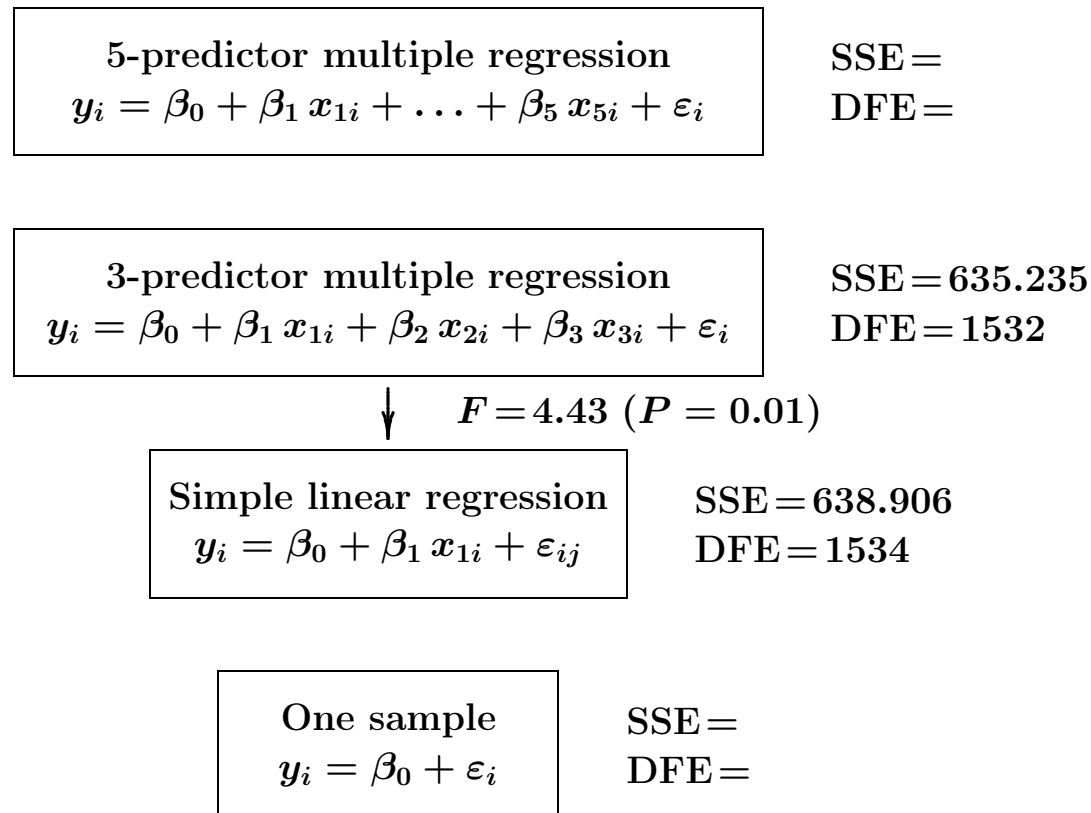 5-predictor multiple regression
yᵢ = β₀ + β₁ x₁ᵢ + … + β₅ x₅ᵢ + εᵢ
SSE=
DFE=
3-predictor multiple regression
yᵢ = β₀ + β₁ x₁ᵢ + β₂ x₂ᵢ + β₃ x₃ᵢ + εᵢ
SSE=635.235
DFE=1532
F=4.43 (P = 0.01)
Simple linear regression
yᵢ = β₀ + β₁ x₁ᵢ + εᵢⱼ
SSE=638.906
DFE=1534
One sample
yᵢ = β₀ + εᵢ
SSE=
DFE=